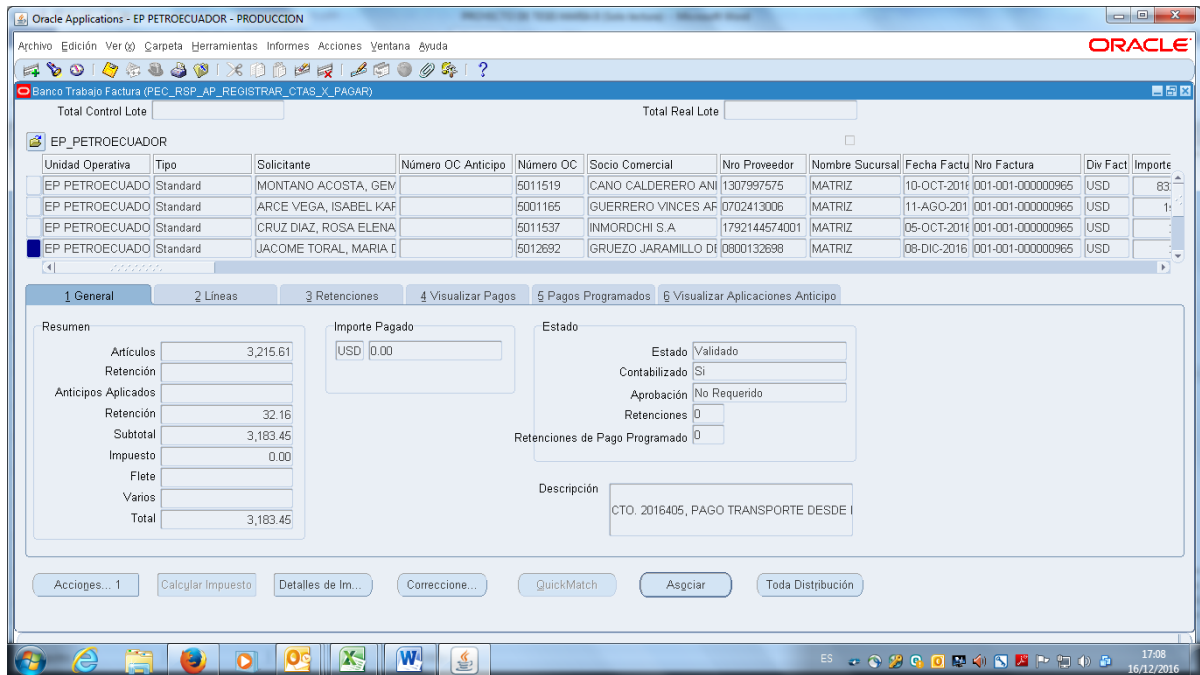 Oracle Applications - EP PETROECUADOR - PRODUCCION
Archivo Edición Ver(x) Carpeta Herramientas Informes Acciones Ventana Ayuda
ORACLE
Banco Trabajo Factura (PEC_RSP_AP_REGISTRAR_CTAS_X_PAGAR)
Total Control Lote Total Real Lote
EP_PETROECUADOR
Unidad Operativa Tipo Solicitante Número OC Anticipo Número OC Socio Comercial Nro Proveedor Nombre Sucursal Fecha Factu Nro Factura Div Fact Importe
EP PETROECUADO Standard MONTANO ACOSTA, GEM 5011519 CANO CALDERERO ANI 1307997575 MATRIZ 10-OCT-2016 001-001-000000965 USD 83
EP PETROECUADO Standard ARCE VEGA, ISABEL KAR 5001165 GUERRERO VINCES AR 0702413006 MATRIZ 11-AGO-201 001-001-000000965 USD
EP PETROECUADO Standard CRUZ DIAZ, ROSA ELENA 5011537 INMORDCHI S.A 1792144574001 MATRIZ 05-OCT-2016 001-001-000000965 USD
EP PETROECUADO Standard JACOME TORAL, MARIA D 5012692 GRUEZO JARAMILLO DE 0800132698 MATRIZ 08-DIC-2016 001-001-000000965 USD
1 General 2 Líneas 3 Retenciones 4 Visualizar Pagos 5 Pagos Programados 6 Visualizar Aplicaciones Anticipo
Resumen Importe Pagado Estado
Artículos 3,215.61 USD 0.00 Estado Validado
Retención Contabilizado Si
Anticipos Aplicados Aprobación No Requerido
Retención 32.16 Retenciones 0
Subtotal 3,183.45 Retenciones de Pago Programado 0
Impuesto 0.00
Flete
Varios Descripción
Total 3,183.45 CTO. 2016405, PAGO TRANSPORTE DESDE
Acciones... 1 Calcular Impuesto Detalles de Im... Correccione... QuickMatch Asociar Toda Distribución
ES 17:08
16/12/2016